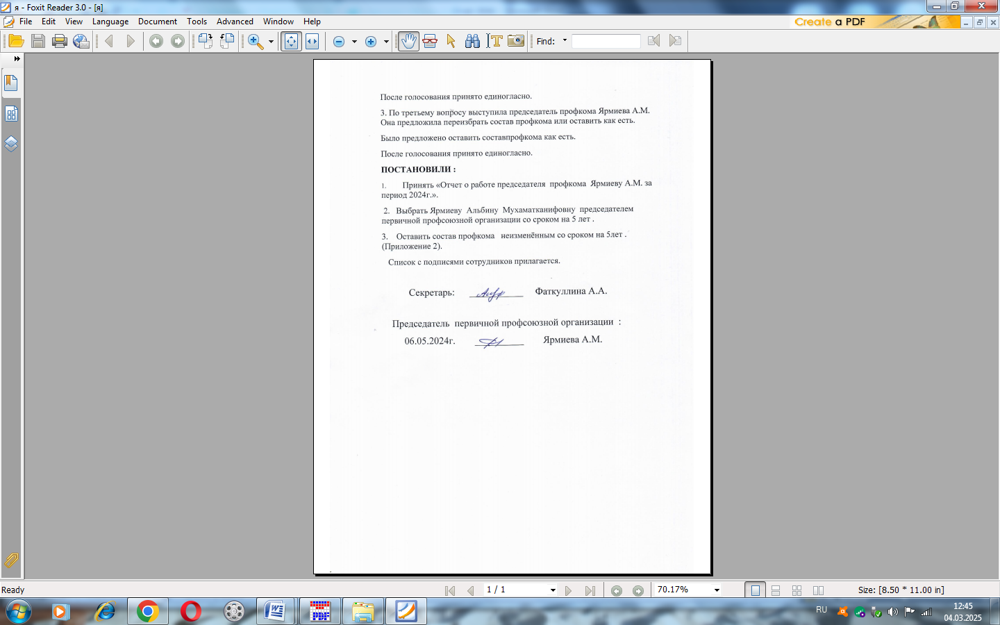 я - Foxit Reader 3.0 - [я]
File Edit View Language Document Tools Advanced Window Help
Create a PDF
Find:
После голосования принято единогласно.
3. По третьему вопросу выступила председатель профкома Ярмиева А.М.
Она предложила переизбрать состав профкома или оставить как есть.
Было предложено оставить составпрофкома как есть.
После голосования принято единогласно.
ПОСТАНОВИЛИ :
1. Принять «Отчет о работе председателя профкома Ярмиеву А.М. за
период 2024г.».
2. Выбрать Ярмиеву Альбину Мухаматканифовну председателем
первичной профсоюзной организации со сроком на 5 лет .
3. Оставить состав профкома неизменённым со сроком на 5лет .
(Приложение 2).
Список с подписями сотрудников прилагается.
Секретарь: Фаткуллина А.А.
Председатель первичной профсоюзной организации :
06.05.2024г. Ярмиева А.М.
Ready
1 / 1
70.17%
Size: [8.50 * 11.00 in]
RU
12:45
04.03.2025